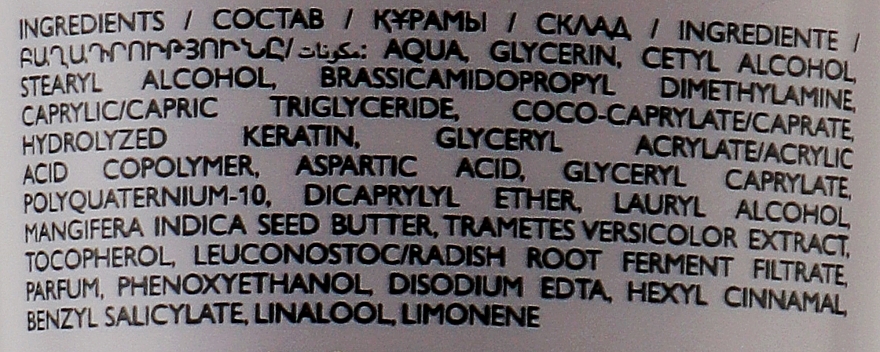 INGREDIENTS / СОСТАВ / ҚҰРАМЫ / СКЛАД / INGREDIENTE /
ԲԱՂԱԴՐՈՒԹՅՈՒՆԸ/ :مكونات AQUA, GLYCERIN, CETYL ALCOHOL,
STEARYL ALCOHOL, BRASSICAMIDOPROPYL DIMETHYLAMINE,
CAPRYLIC/CAPRIC TRIGLYCERIDE, COCO-CAPRYLATE/CAPRATE,
HYDROLYZED KERATIN, GLYCERYL ACRYLATE/ACRYLIC
ACID COPOLYMER, ASPARTIC ACID, GLYCERYL CAPRYLATE,
POLYQUATERNIUM-10, DICAPRYLYL ETHER, LAURYL ALCOHOL,
MANGIFERA INDICA SEED BUTTER, TRAMETES VERSICOLOR EXTRACT,
TOCOPHEROL, LEUCONOSTOC/RADISH ROOT FERMENT FILTRATE,
PARFUM, PHENOXYETHANOL, DISODIUM EDTA, HEXYL CINNAMAL,
BENZYL SALICYLATE, LINALOOL, LIMONENE